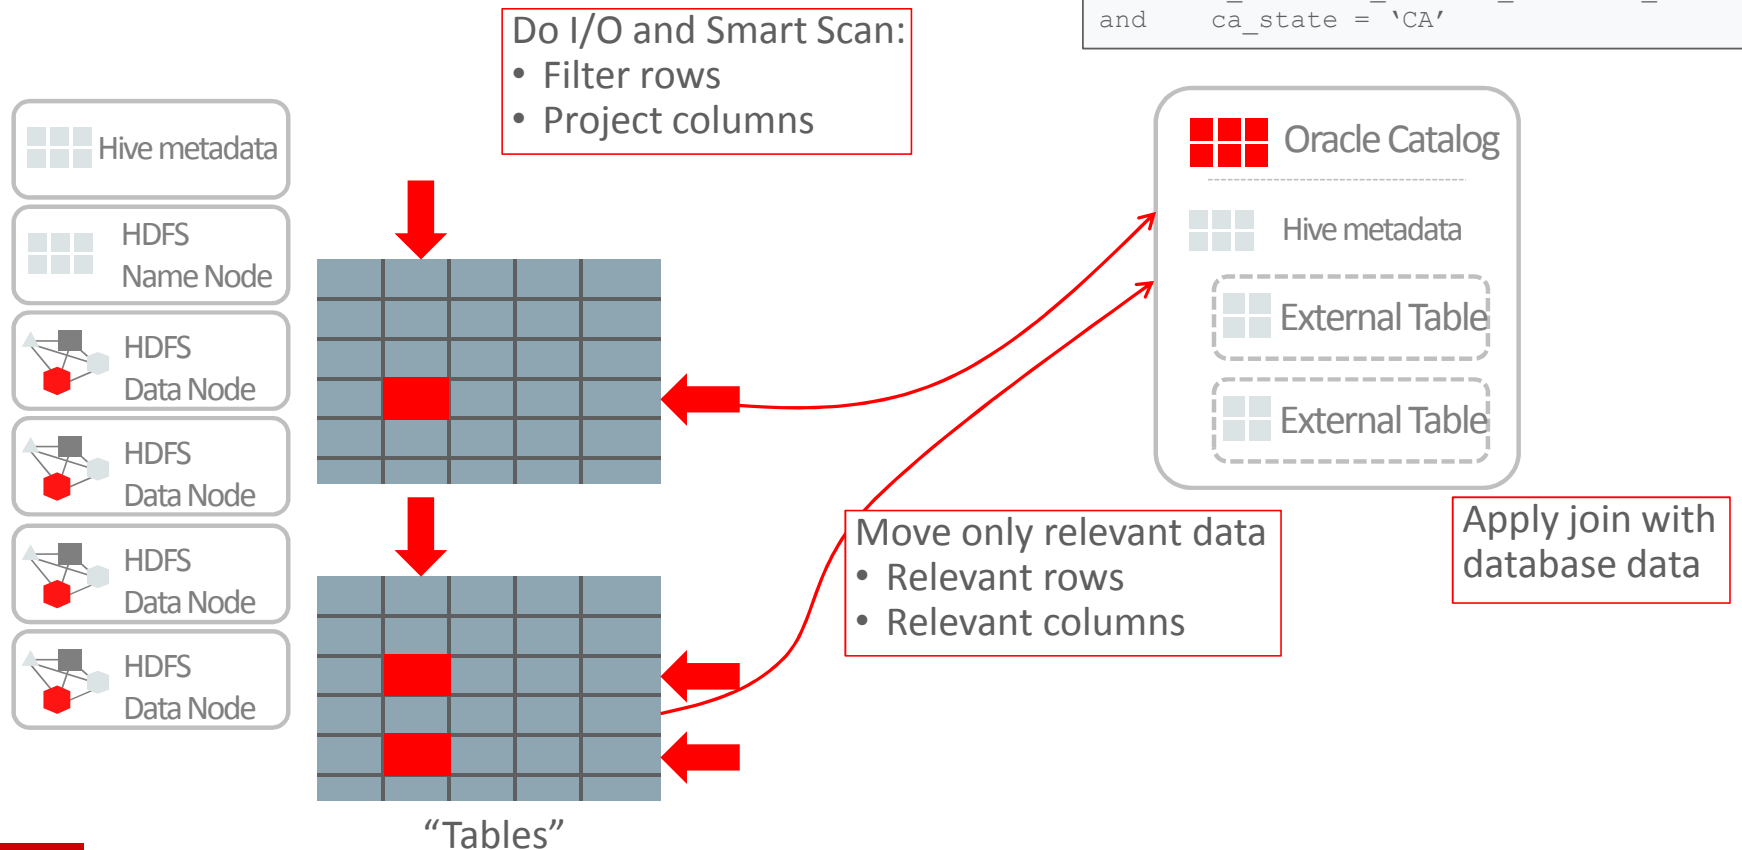 Do I/O and Smart Scan:
• Filter rows
• Project columns
and ca_state = ‘CA’
Hive metadata
HDFS
Name Node
HDFS
Data Node
HDFS
Data Node
HDFS
Data Node
HDFS
Data Node
“Tables”
Move only relevant data
• Relevant rows
• Relevant columns
Oracle Catalog
Hive metadata
External Table
External Table
Apply join with
database data